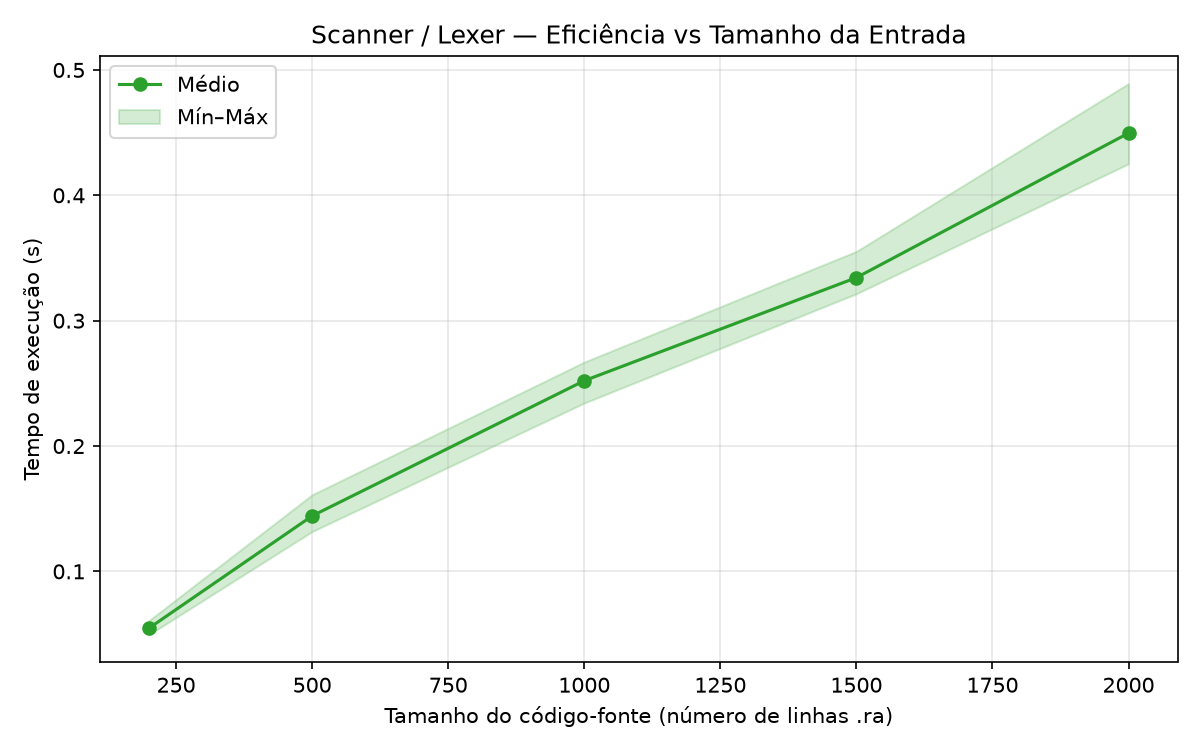 Scanner / Lexer — Eficiência vs Tamanho da Entrada
Médio
Mín–Máx
Tempo de execução (s)
0.5
0.4
0.3
0.2
0.1
250 500 750 1000 1250 1500 1750 2000
Tamanho do código-fonte (número de linhas .ra)